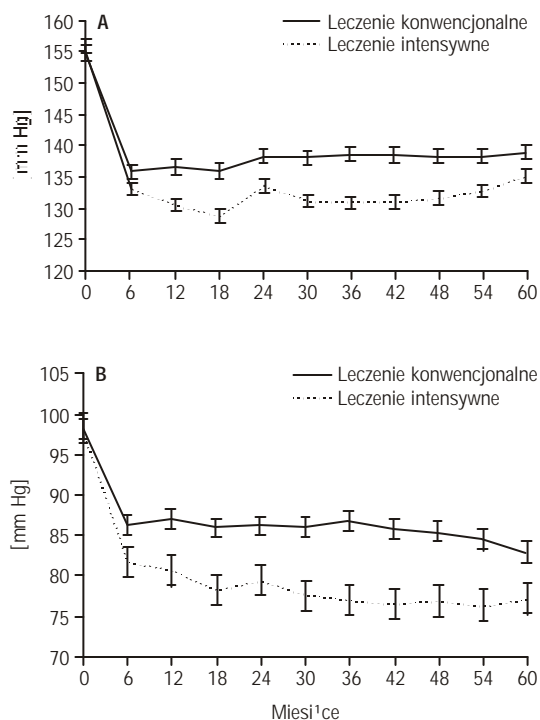 A
Leczenie konwencjonalne
Leczenie intensywne
160
155
150
145
140
135
130
125
120
0 6 12 18 24 30 36 42 48 54 60
B
Leczenie konwencjonalne
Leczenie intensywne
[mm Hg]
105
100
95
90
85
80
75
70
0 6 12 18 24 30 36 42 48 54 60
Miesi¹ce